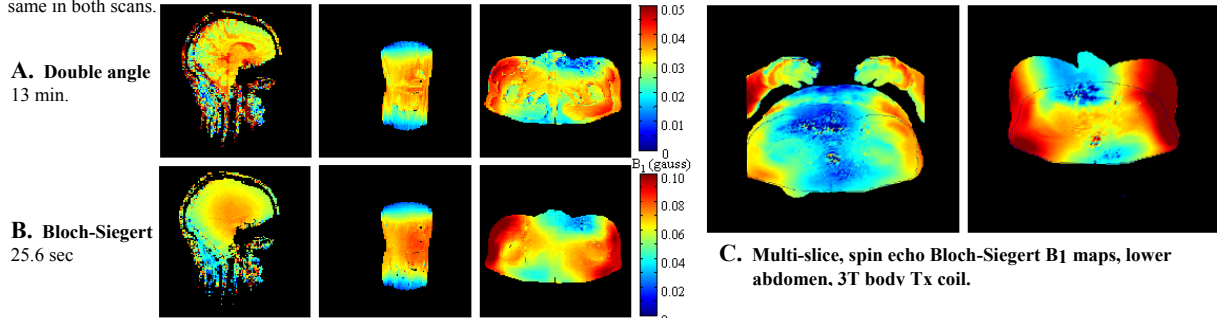 same in both scans.
A. Double angle
13 min.
0.05
0.04
0.03
0.02
0.01
0
B1 (gauss)
B. Bloch-Siegert
25.6 sec
0.10
0.08
0.06
0.04
0.02
0
C. Multi-slice, spin echo Bloch-Siegert B1 maps, lower
abdomen, 3T body Tx coil.